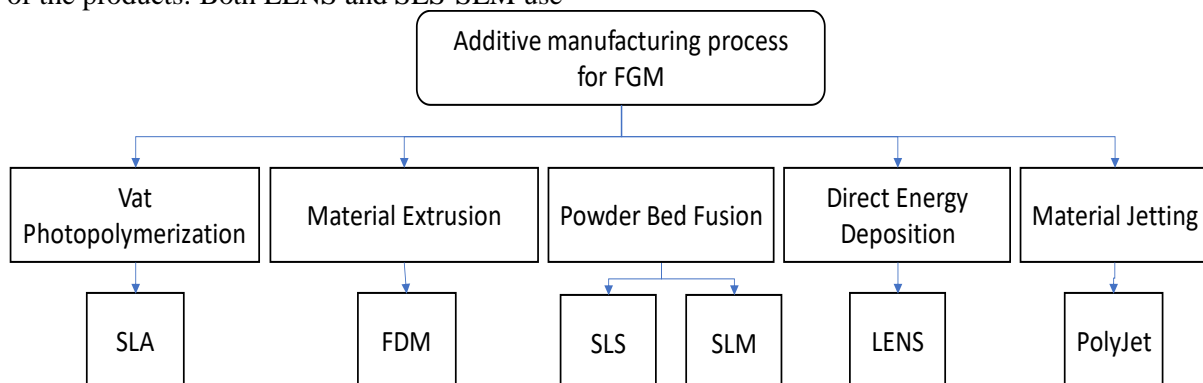 of the products. Both LENS and SLS-SLM use
Additive manufacturing process
for FGM
Vat
Photopolymerization
Material Extrusion
Powder Bed Fusion
Direct Energy
Deposition
Material Jetting
SLA
FDM
SLS
SLM
LENS
PolyJet